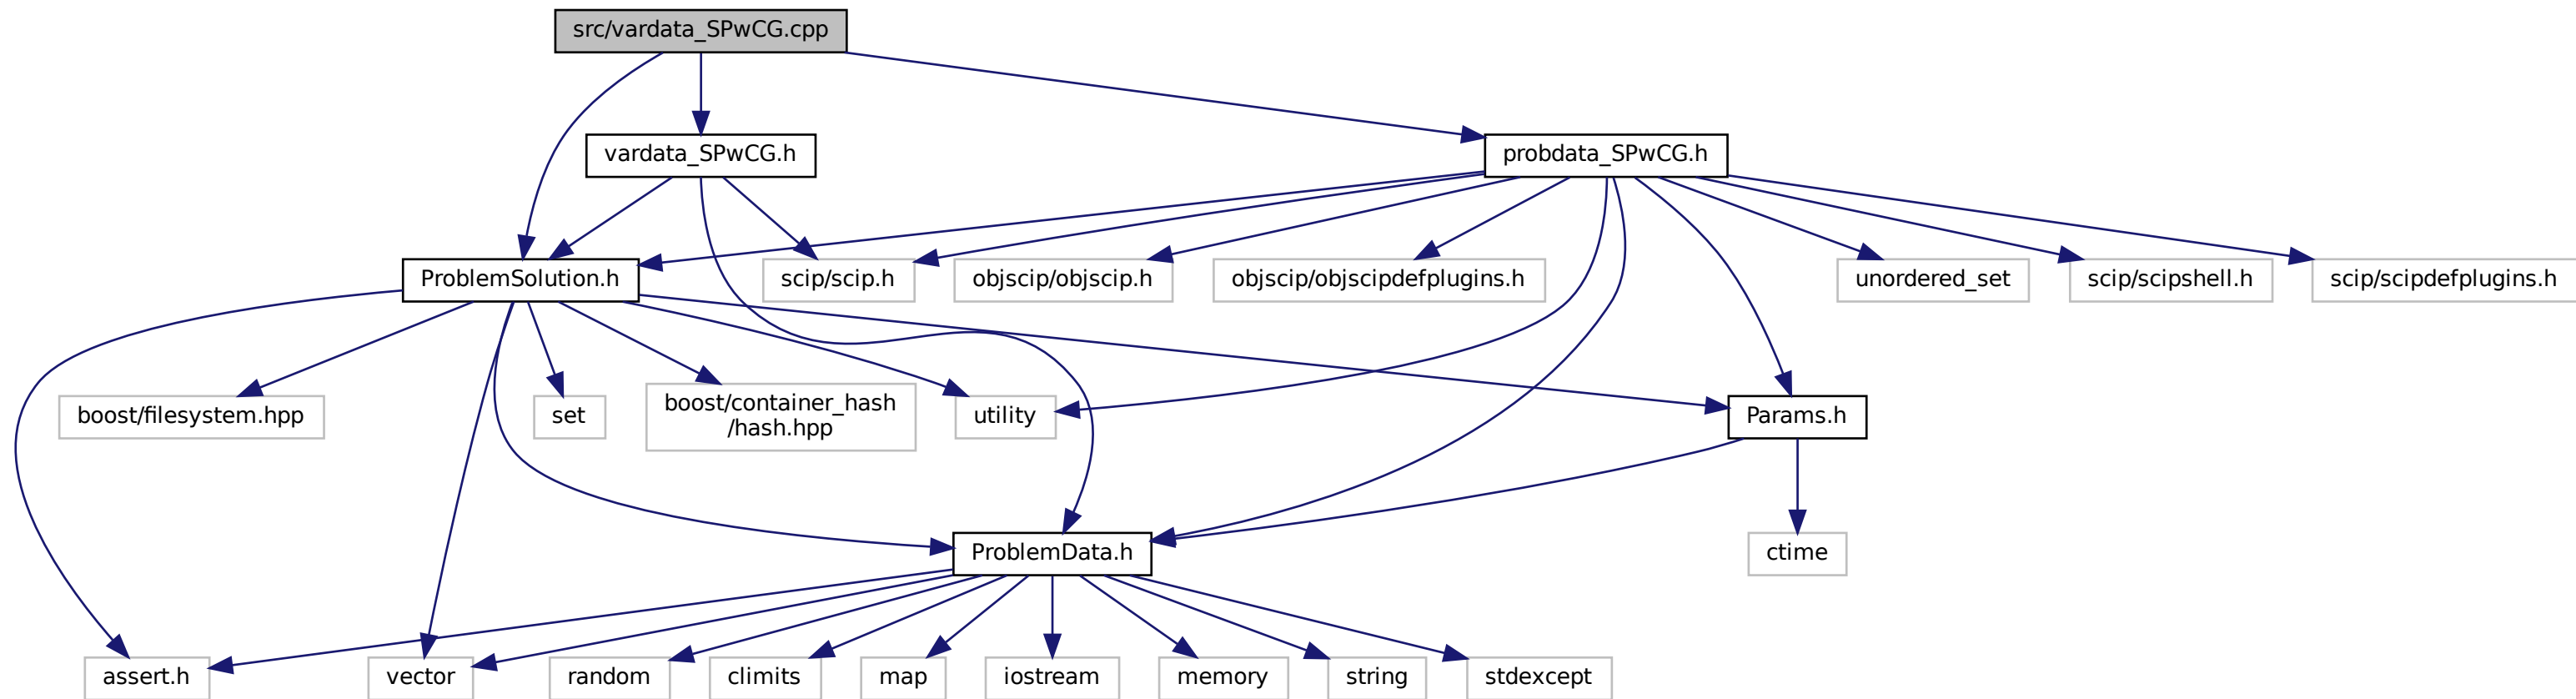 src/vardata_SPwCG.cpp
vardata_SPwCG.h
probdata_SPwCG.h
ProblemSolution.h
scip/scip.h
objscip/objscip.h
objscip/objscipdefplugins.h
unordered_set
scip/scipshell.h
scip/scipdefplugins.h
boost/filesystem.hpp
set
boost/container_hash
/hash.hpp
utility
Params.h
ProblemData.h
ctime
assert.h
vector
random
climits
map
iostream
memory
string
stdexcept